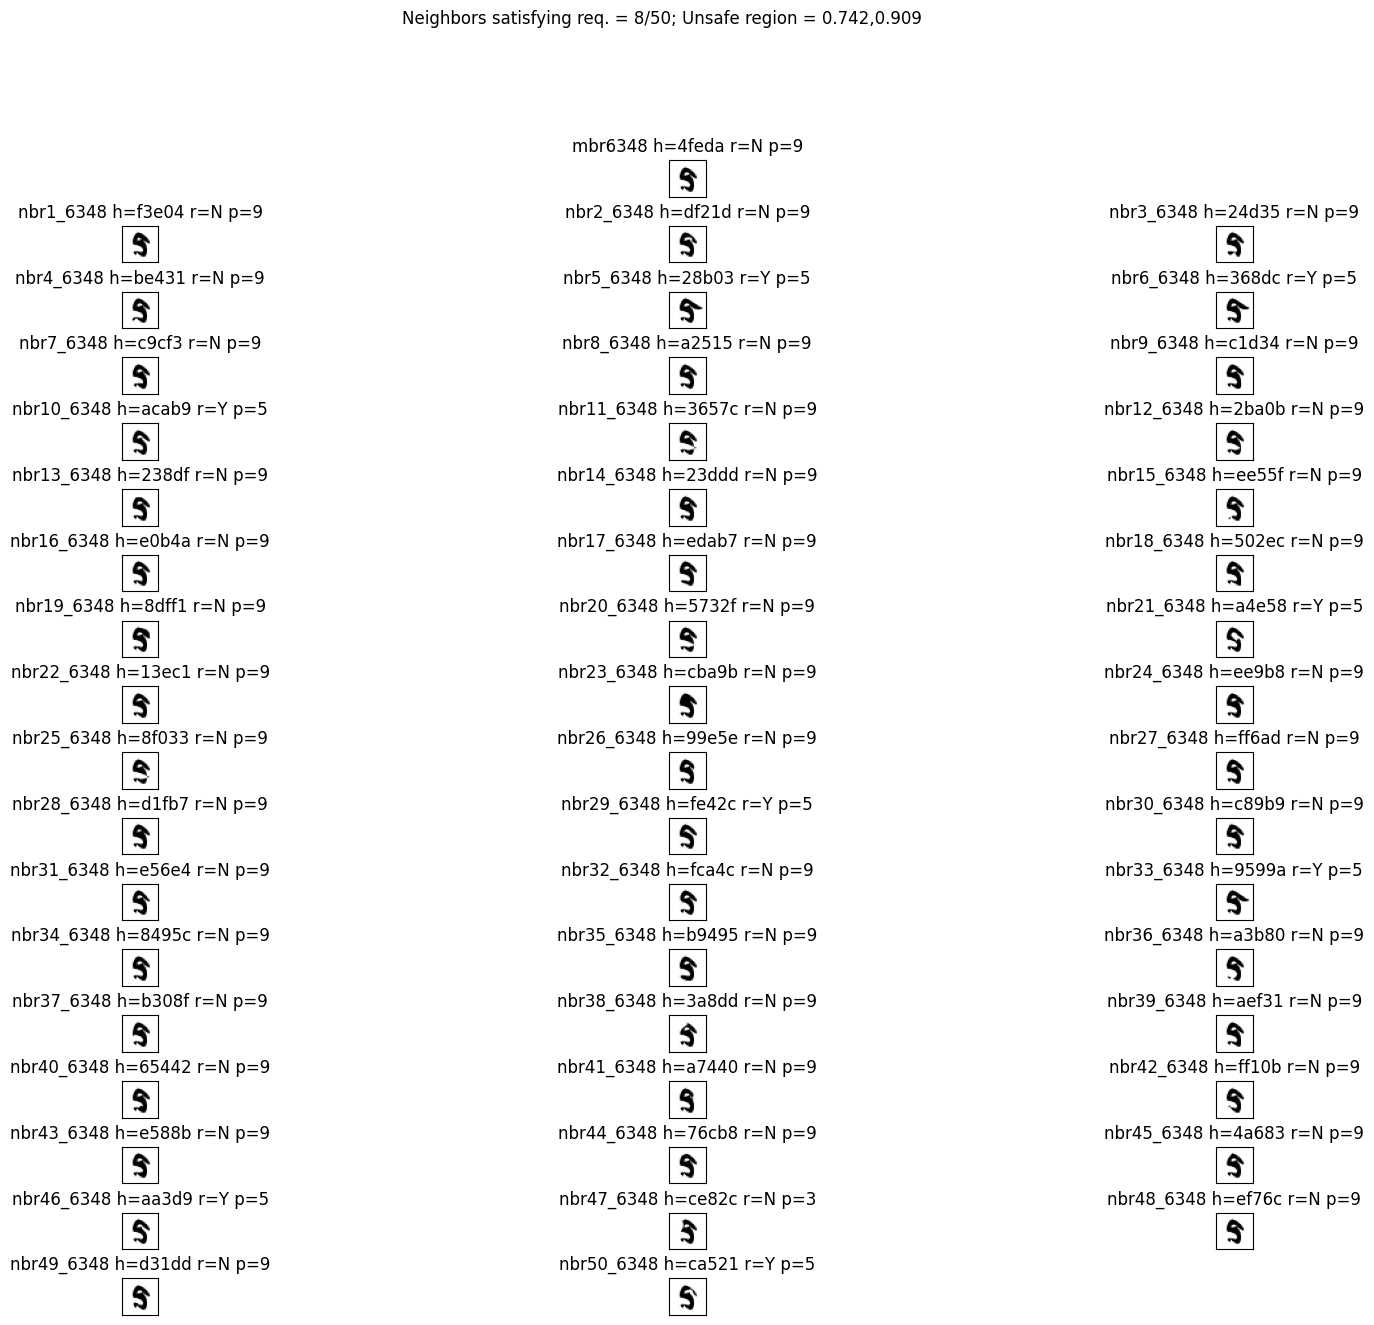 Neighbors satisfying req. = 8/50; Unsafe region = 0.742,0.909
mbr6348 h=4feda r=N p=9
nbr1_6348 h=f3e04 r=N p=9 nbr2_6348 h=df21d r=N p=9 nbr3_6348 h=24d35 r=N p=9
nbr4_6348 h=be431 r=N p=9 nbr5_6348 h=28b03 r=Y p=5 nbr6_6348 h=368dc r=Y p=5
nbr7_6348 h=c9cf3 r=N p=9 nbr8_6348 h=a2515 r=N p=9 nbr9_6348 h=c1d34 r=N p=9
nbr10_6348 h=acab9 r=Y p=5 nbr11_6348 h=3657c r=N p=9 nbr12_6348 h=2ba0b r=N p=9
nbr13_6348 h=238df r=N p=9 nbr14_6348 h=23ddd r=N p=9 nbr15_6348 h=ee55f r=N p=9
nbr16_6348 h=e0b4a r=N p=9 nbr17_6348 h=edab7 r=N p=9 nbr18_6348 h=502ec r=N p=9
nbr19_6348 h=8dff1 r=N p=9 nbr20_6348 h=5732f r=N p=9 nbr21_6348 h=a4e58 r=Y p=5
nbr22_6348 h=13ec1 r=N p=9 nbr23_6348 h=cba9b r=N p=9 nbr24_6348 h=ee9b8 r=N p=9
nbr25_6348 h=8f033 r=N p=9 nbr26_6348 h=99e5e r=N p=9 nbr27_6348 h=ff6ad r=N p=9
nbr28_6348 h=d1fb7 r=N p=9 nbr29_6348 h=fe42c r=Y p=5 nbr30_6348 h=c89b9 r=N p=9
nbr31_6348 h=e56e4 r=N p=9 nbr32_6348 h=fca4c r=N p=9 nbr33_6348 h=9599a r=Y p=5
nbr34_6348 h=8495c r=N p=9 nbr35_6348 h=b9495 r=N p=9 nbr36_6348 h=a3b80 r=N p=9
nbr37_6348 h=b308f r=N p=9 nbr38_6348 h=3a8dd r=N p=9 nbr39_6348 h=aef31 r=N p=9
nbr40_6348 h=65442 r=N p=9 nbr41_6348 h=a7440 r=N p=9 nbr42_6348 h=ff10b r=N p=9
nbr43_6348 h=e588b r=N p=9 nbr44_6348 h=76cb8 r=N p=9 nbr45_6348 h=4a683 r=N p=9
nbr46_6348 h=aa3d9 r=Y p=5 nbr47_6348 h=ce82c r=N p=3 nbr48_6348 h=ef76c r=N p=9
nbr49_6348 h=d31dd r=N p=9 nbr50_6348 h=ca521 r=Y p=5